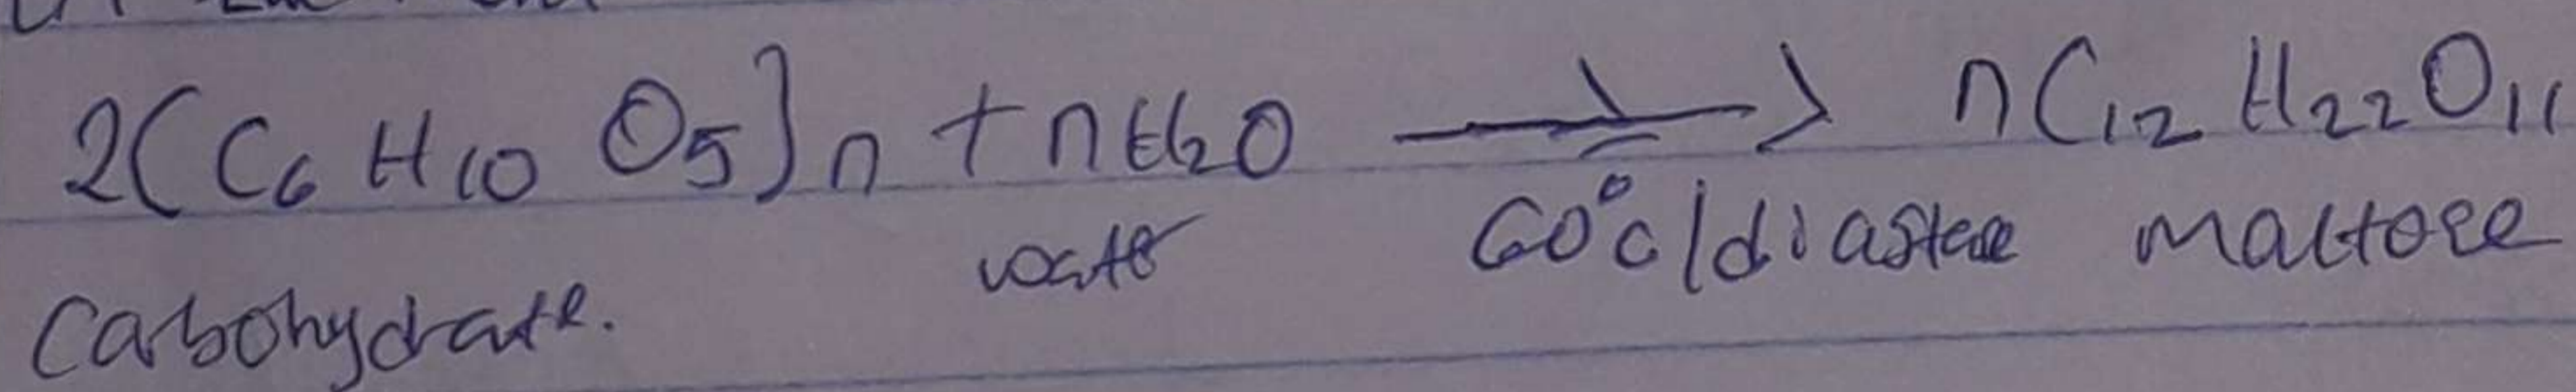 2(C₆H₁₀O₅)n + nH₂O ⟶ nC₁₂H₂₂O₁₁
water 60°c/diastase maltose
Carbohydrate.